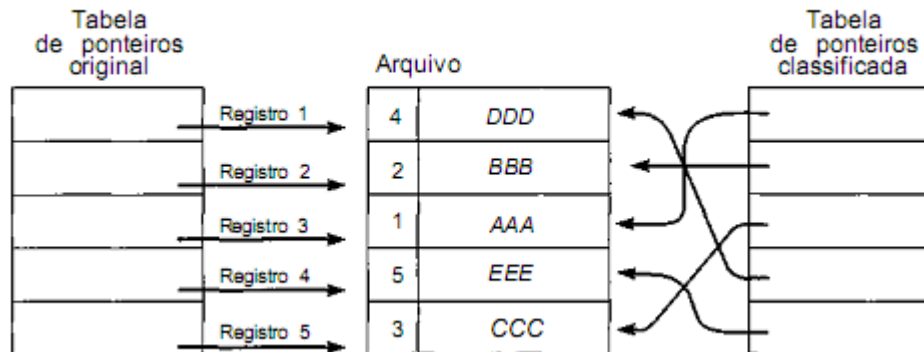 Tabela
de ponteiros
original
Arquivo
Tabela
de ponteiros
classificada
Registro 1
4 DDD
Registro 2
2 BBB
Registro 3
1 AAA
Registro 4
5 EEE
Registro 5
3 CCC